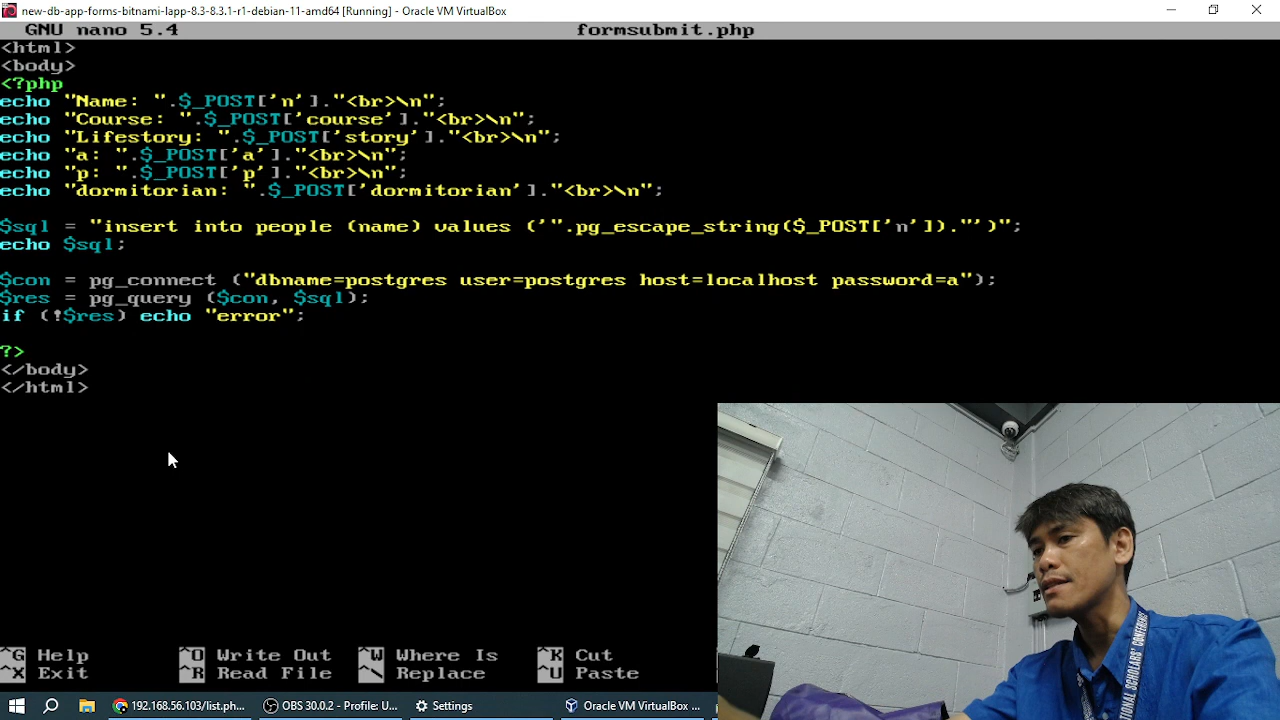 new-db-app-forms-bitnami-lapp-8.3-8.3.1-r1-debian-11-amd64 [Running] - Oracle VM VirtualBox
GNU nano 5.4 formsubmit.php
<html>
<body>
<?php
echo "Name: ".$_POST['n']."<br>\n";
echo "Course: ".$_POST['course']."<br>\n";
echo "Lifestory: ".$_POST['story']."<br>\n";
echo "a: ".$_POST['a']."<br>\n";
echo "p: ".$_POST['p']."<br>\n";
echo "dormitorian: ".$_POST['dormitorian']."<br>\n";
$sql = "insert into people (name) values ('".pg_escape_string($_POST['n'])."')";
echo $sql;
$con = pg_connect ("dbname=postgres user=postgres host=localhost password=a");
$res = pg_query ($con, $sql);
if (!$res) echo "error";
?>
</body>
</html>
^G Help ^O Write Out ^W Where Is ^K Cut
^X Exit ^R Read File ^\ Replace ^U Paste
192.168.56.103/list.ph... OBS 30.0.2 - Profile: U... Settings Oracle VM VirtualBox ...
IONAL SCHOLARS' CONFERENCE